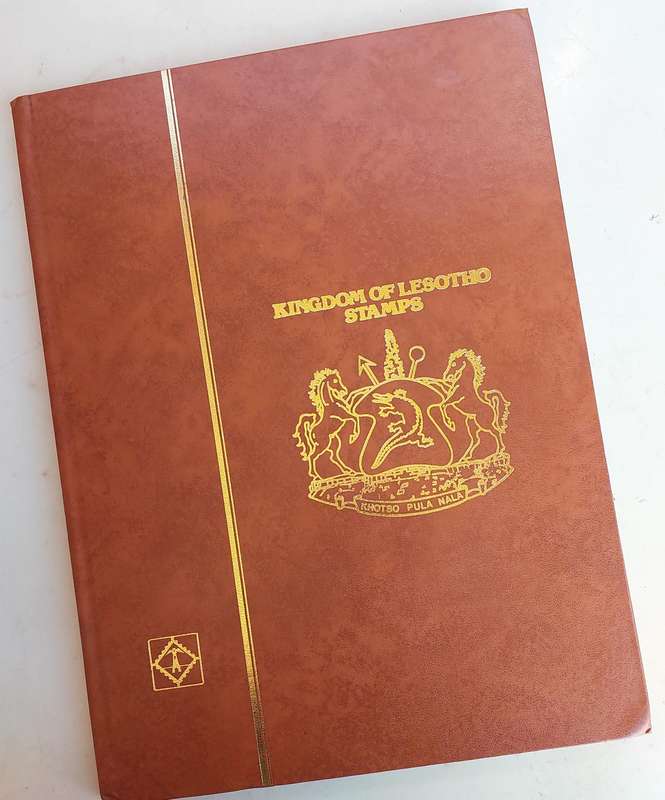 KINGDOM OF LESOTHO
STAMPS
KHOTSO PULA NALA